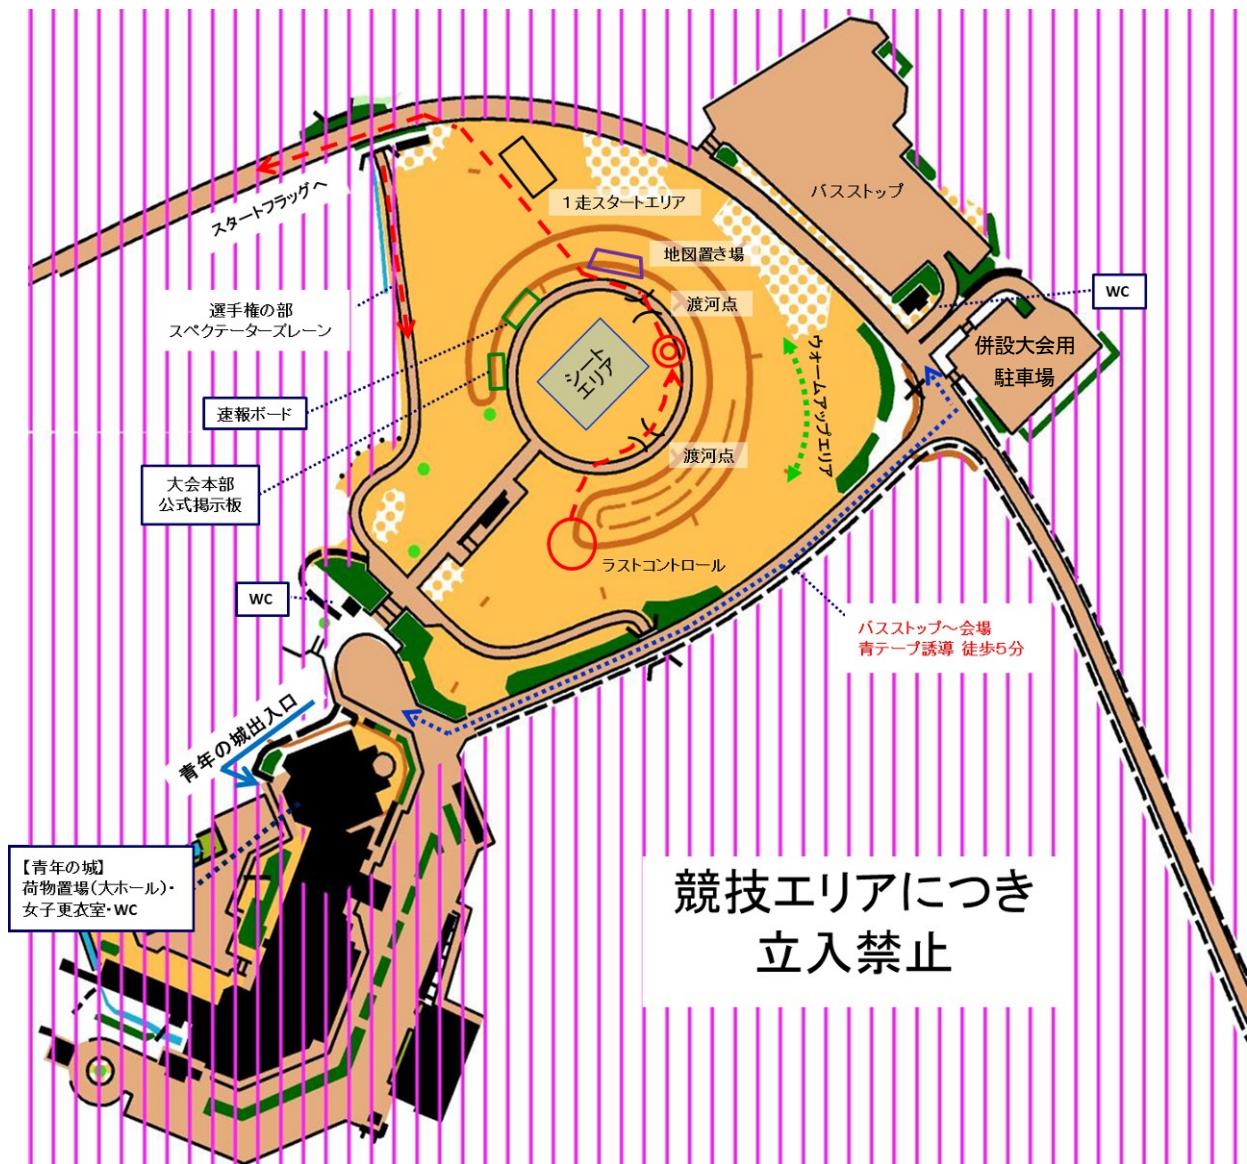 バスストップ
スタートフラッグへ
１走スタートエリア
地図置き場
WC
選手権の部
スペクテーターズレーン
渡河点
併設大会用
駐車場
シート
エリア
ウォームアップエリア
速報ボード
渡河点
大会本部
公式掲示板
ラストコントロール
WC
バスストップ～会場
青テープ誘導 徒歩５分
青年の城出入口
【青年の城】
荷物置場(大ホール)・
女子更衣室・WC
競技エリアにつき
立入禁止